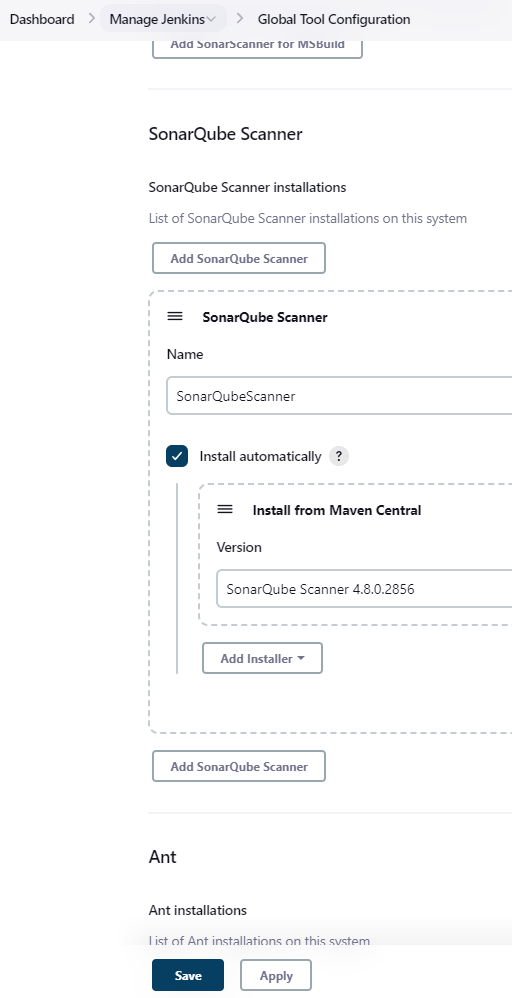 Dashboard Manage Jenkins Global Tool Configuration
Add SonarScanner for MSBuild
SonarQube Scanner
SonarQube Scanner installations
List of SonarQube Scanner installations on this system
Add SonarQube Scanner
SonarQube Scanner
Name
SonarQubeScanner
Install automatically ?
Install from Maven Central
Version
SonarQube Scanner 4.8.0.2856
Add Installer
Add SonarQube Scanner
Ant
Ant installations
List of Ant installations on this system
Save Apply